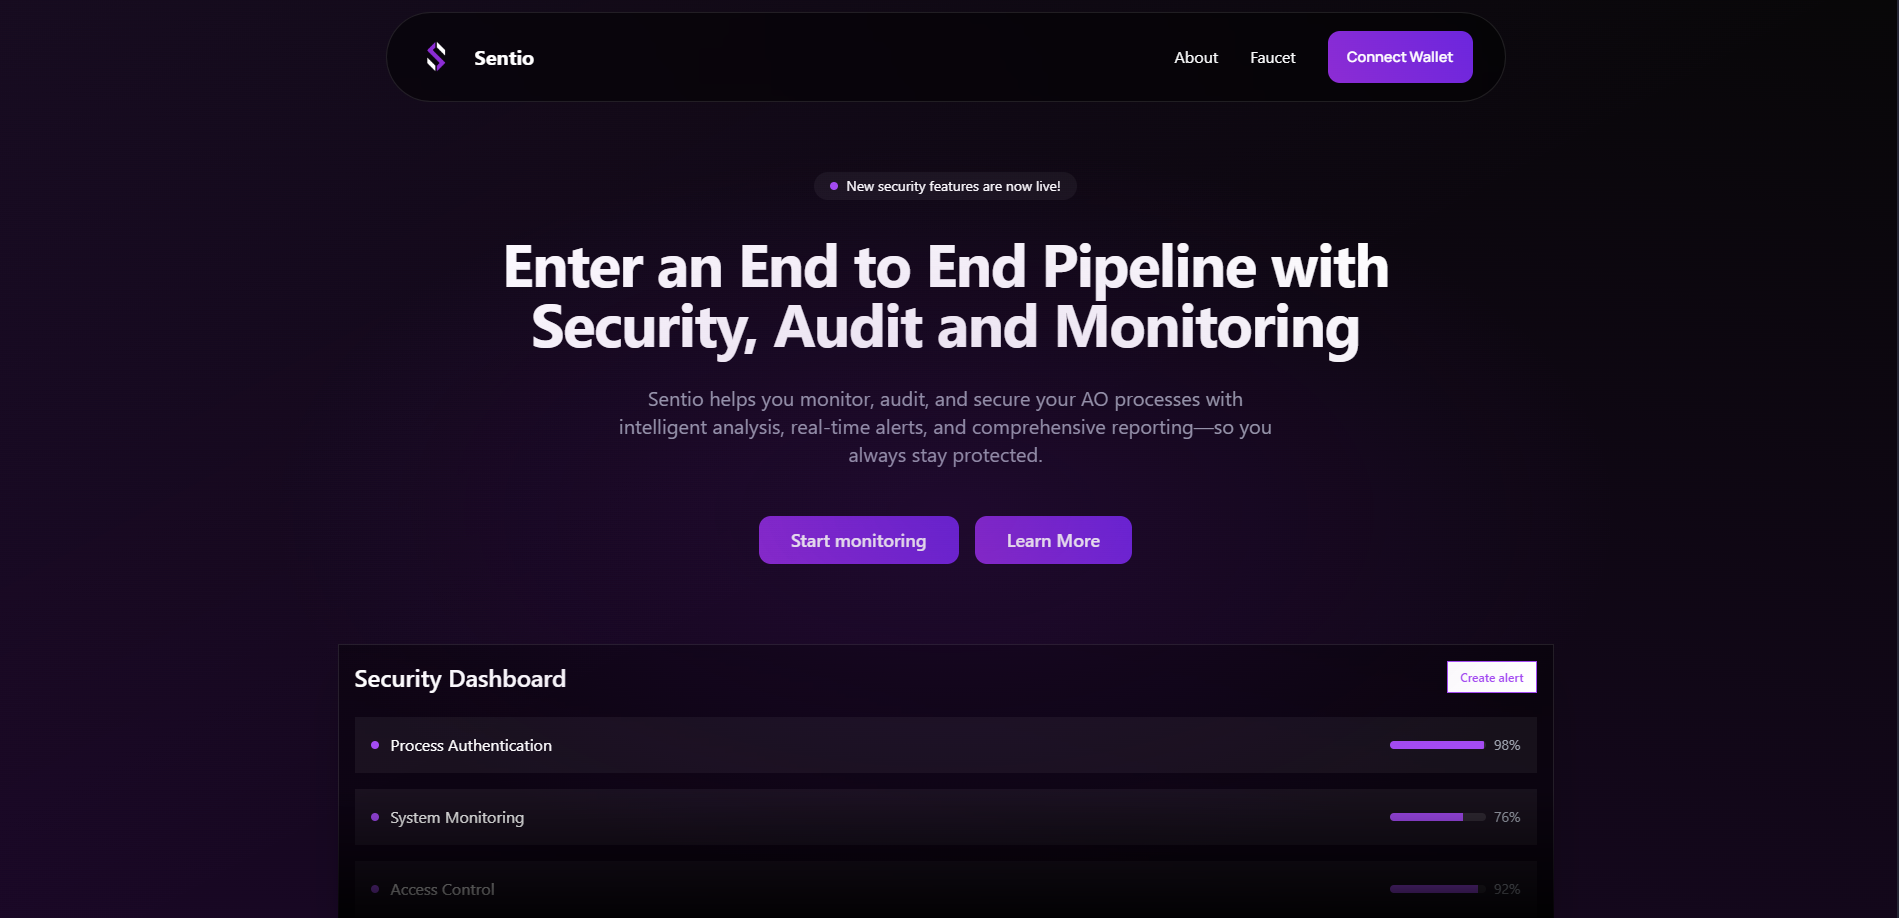 Sentio
About
Faucet
Connect Wallet
New security features are now live!
Enter an End to End Pipeline with
Security, Audit and Monitoring
Sentio helps you monitor, audit, and secure your AO processes with
intelligent analysis, real-time alerts, and comprehensive reporting—so you
always stay protected.
Start monitoring
Learn More
Security Dashboard
Create alert
Process Authentication
98%
System Monitoring
76%
Access Control
92%